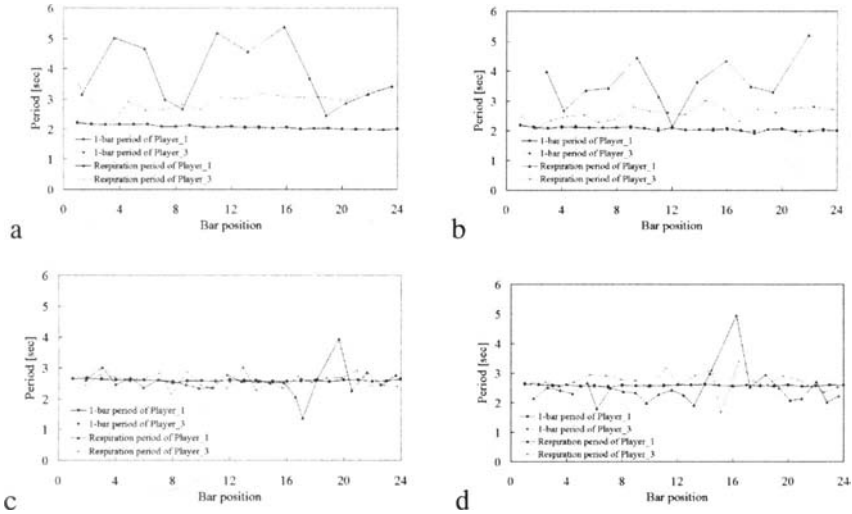 6
5
4
3
2
1
0
Period [sec]
1-bar period of Player_1
1-bar period of Player_3
Respiration period of Player_1
Respiration period of Player_3
0 4 8 12 16 20 24
Bar position
a
6
5
4
3
2
1
0
Period [sec]
1-bar period of Player_1
1-bar period of Player_3
Respiration period of Player_1
Respiration period of Player_3
0 4 8 12 16 20 24
Bar position
b
6
5
4
3
2
1
0
Period [sec]
1-bar period of Player_1
1-bar period of Player_3
Respiration period of Player_1
Respiration period of Player_3
0 4 8 12 16 20 24
Bar position
c
6
5
4
3
2
1
0
Period [sec]
1-bar period of Player_1
1-bar period of Player_3
Respiration period of Player_1
Respiration period of Player_3
0 4 8 12 16 20 24
Bar position
d